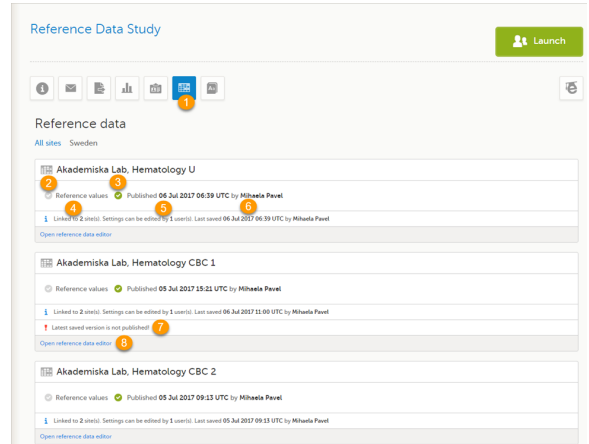 Reference Data Study
Launch
1
Reference data
All sites Sweden
Akademiska Lab, Hematology U
2 3
Reference values Published 06 Jul 2017 06:39 UTC by Mihaela Pavel
4 5 6
Linked to 2 site(s). Settings can be edited by 1 user(s). Last saved 06 Jul 2017 06:39 UTC by Mihaela Pavel
Open reference data editor
Akademiska Lab, Hematology CBC 1
Reference values Published 05 Jul 2017 15:21 UTC by Mihaela Pavel
Linked to 2 site(s). Settings can be edited by 1 user(s). Last saved 06 Jul 2017 11:00 UTC by Mihaela Pavel
Latest saved version is not published! 7
Open reference data editor 8
Akademiska Lab, Hematology CBC 2
Reference values Published 05 Jul 2017 09:13 UTC by Mihaela Pavel
Linked to 2 site(s). Settings can be edited by 1 user(s). Last saved 05 Jul 2017 09:13 UTC by Mihaela Pavel
Open reference data editor